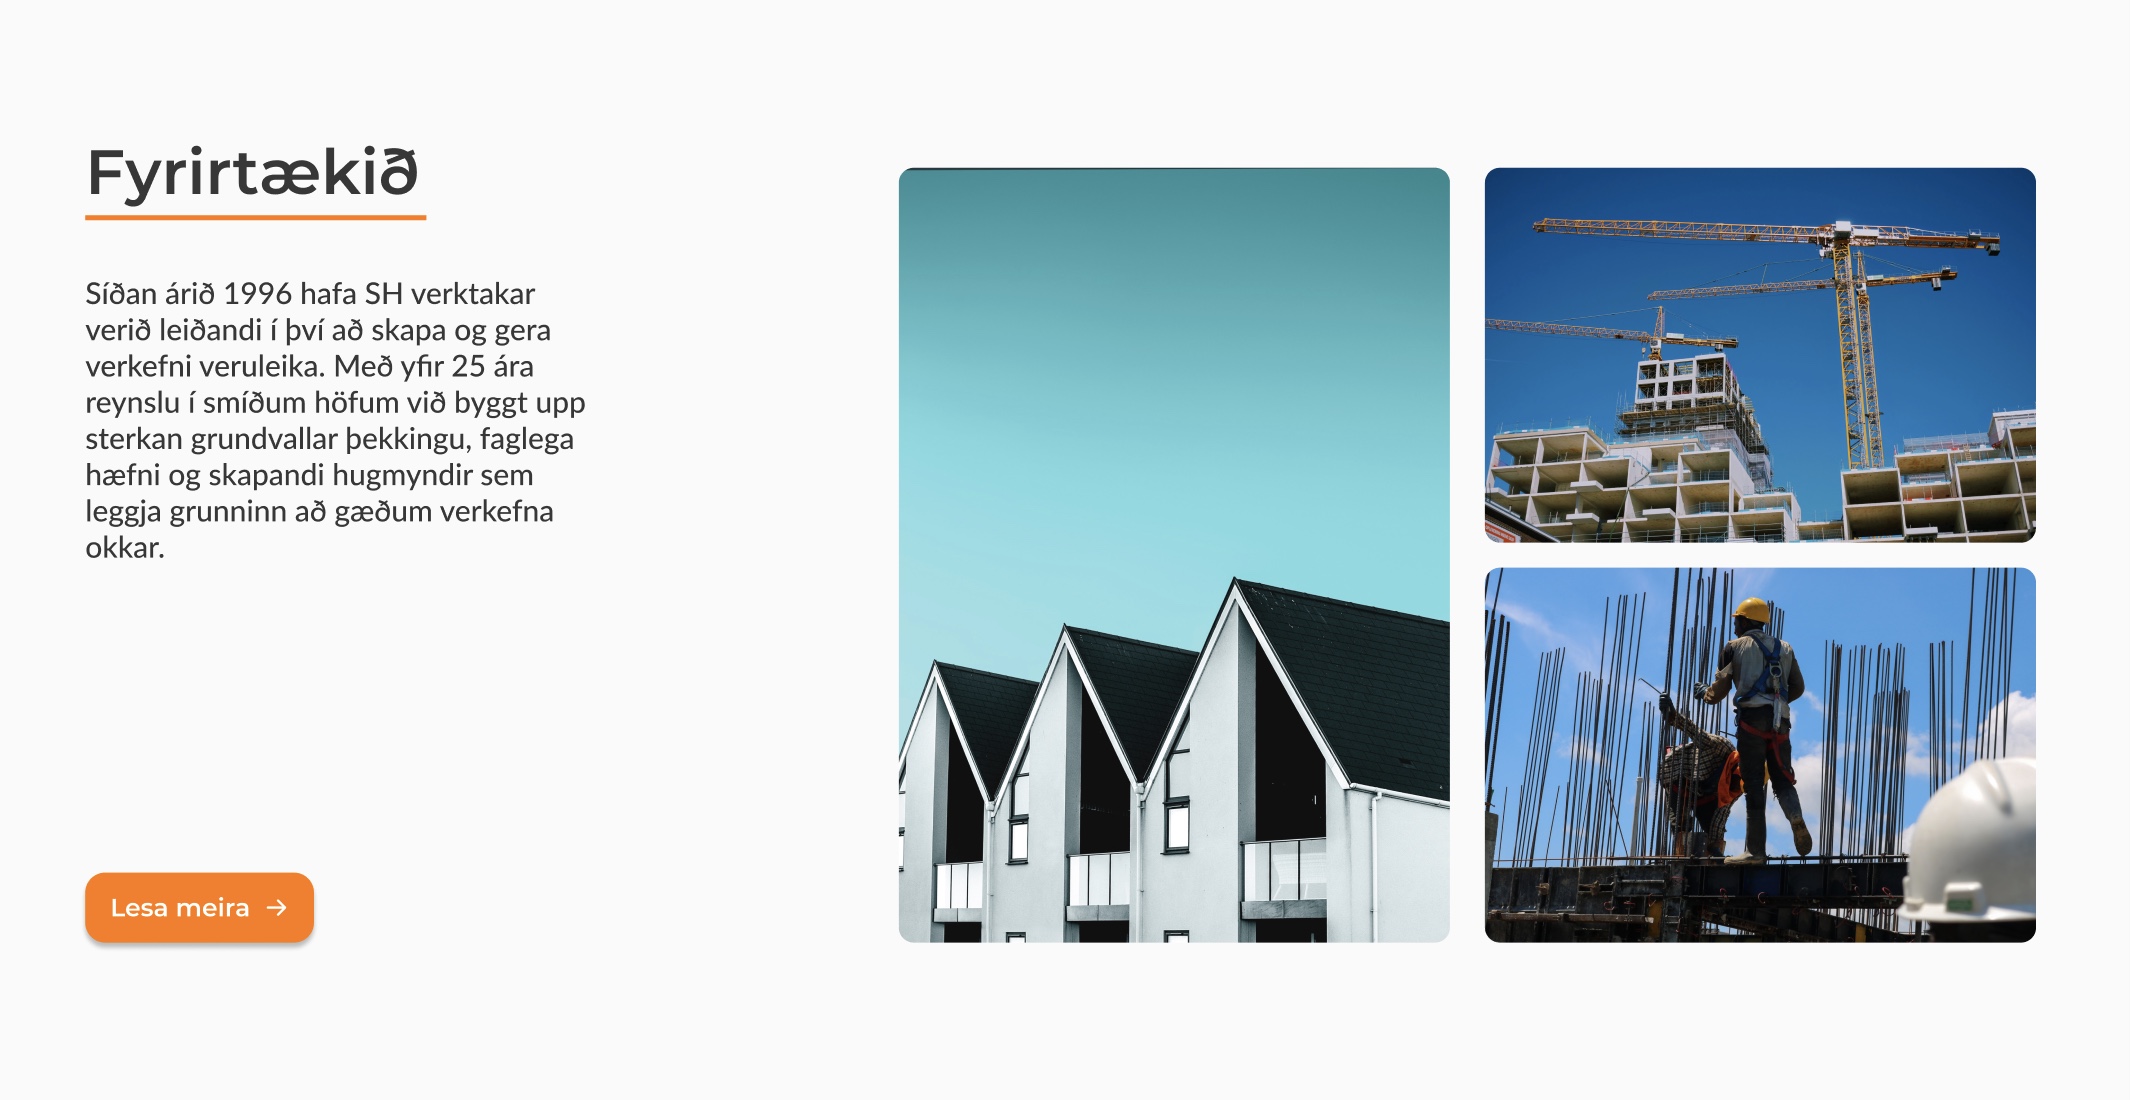 Fyrirtækið
Síðan árið 1996 hafa SH verktakar
verið leiðandi í því að skapa og gera
verkefni veruleika. Með yfir 25 ára
reynslu í smíðum höfum við byggt upp
sterkan grundvallar þekkingu, faglega
hæfni og skapandi hugmyndir sem
leggja grunninn að gæðum verkefna
okkar.
Lesa meira →